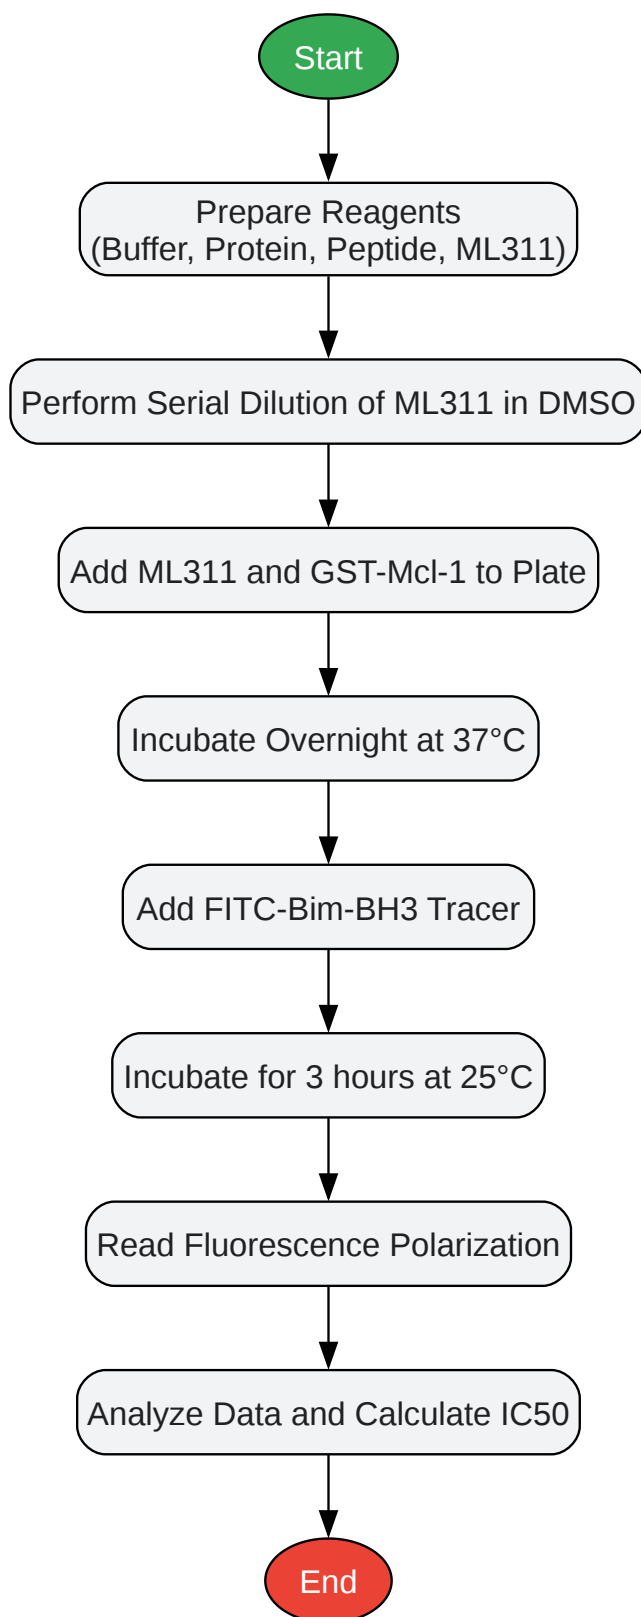 Start
Prepare Reagents
(Buffer, Protein, Peptide, ML311)
Perform Serial Dilution of ML311 in DMSO
Add ML311 and GST-Mcl-1 to Plate
Incubate Overnight at 37°C
Add FITC-Bim-BH3 Tracer
Incubate for 3 hours at 25°C
Read Fluorescence Polarization
Analyze Data and Calculate IC50
End